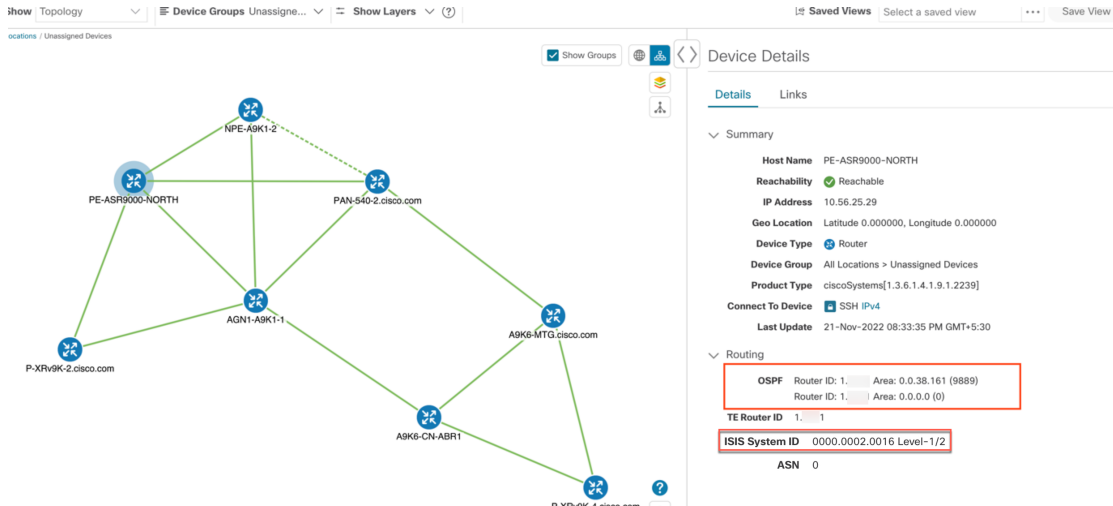 Show Topology Device Groups Unassigne... Show Layers Saved Views Select a saved view ... Save View
ocations / Unassigned Devices
Show Groups
Device Details
Details Links
NPE-A9K1-2
PE-ASR9000-NORTH
PAN-540-2.cisco.com
AGN1-A9K1-1
A9K6-MTG.cisco.com
P-XRv9K-2.cisco.com
A9K6-CN-ABR1
P-XRv9K-4.cisco.com
Summary
Host Name PE-ASR9000-NORTH
Reachability Reachable
IP Address 10.56.25.29
Geo Location Latitude 0.000000, Longitude 0.000000
Device Type Router
Device Group All Locations > Unassigned Devices
Product Type ciscoSystems[1.3.6.1.4.1.9.1.2239]
Connect To Device SSH IPv4
Last Update 21-Nov-2022 08:33:35 PM GMT+5:30
Routing
OSPF Router ID: 1. Area: 0.0.38.161 (9889)
Router ID: 1. Area: 0.0.0.0 (0)
TE Router ID 1. 1
ISIS System ID 0000.0002.0016 Level-1/2
ASN 0